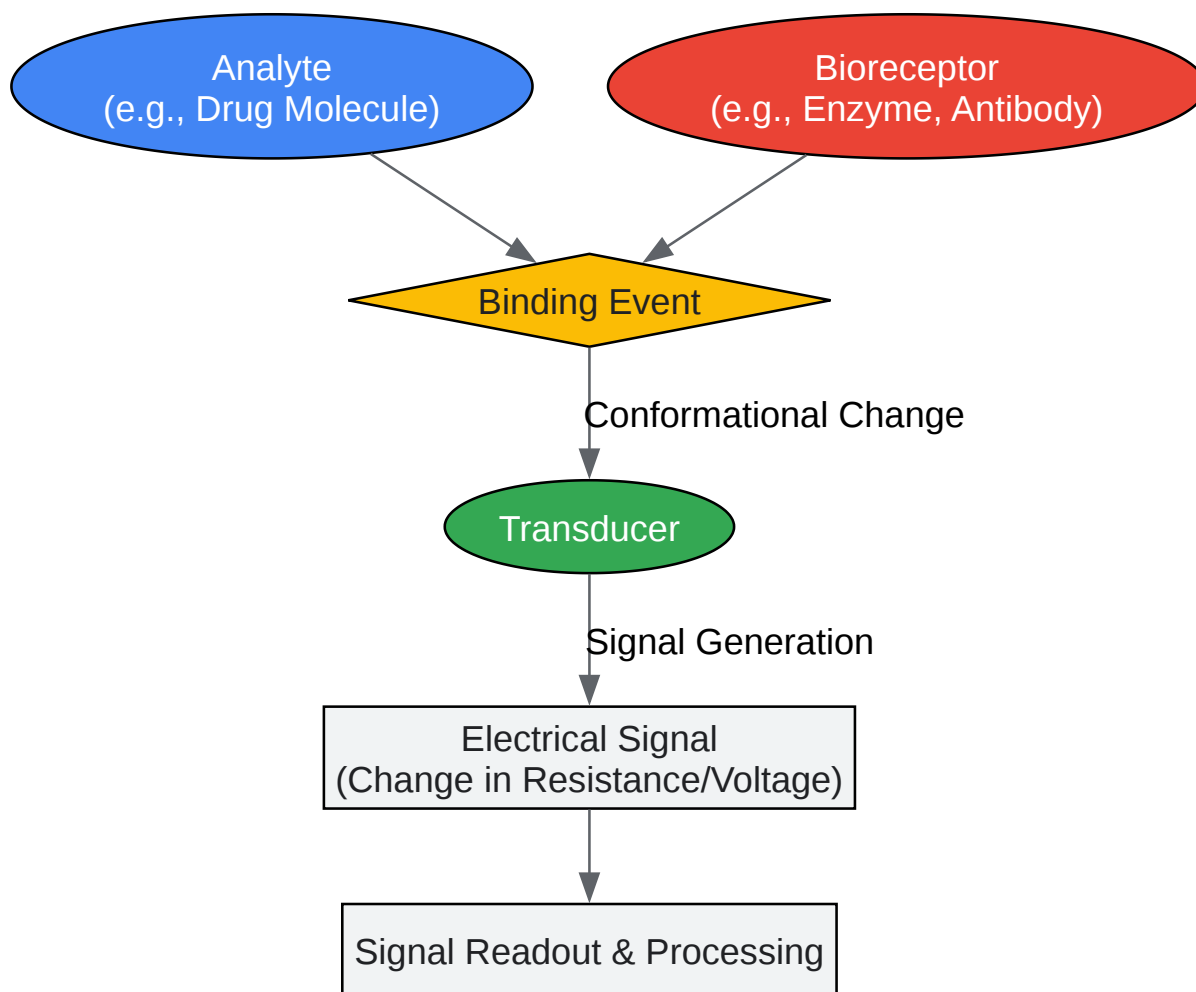 Analyte
(e.g., Drug Molecule)
Bioreceptor
(e.g., Enzyme, Antibody)
Binding Event
Conformational Change
Transducer
Signal Generation
Electrical Signal
(Change in Resistance/Voltage)
Signal Readout & Processing